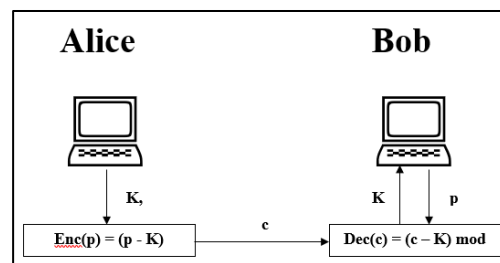 Alice
Bob
K,
K
p
Enc(p) = (p - K)
c
Dec(c) = (c – K) mod